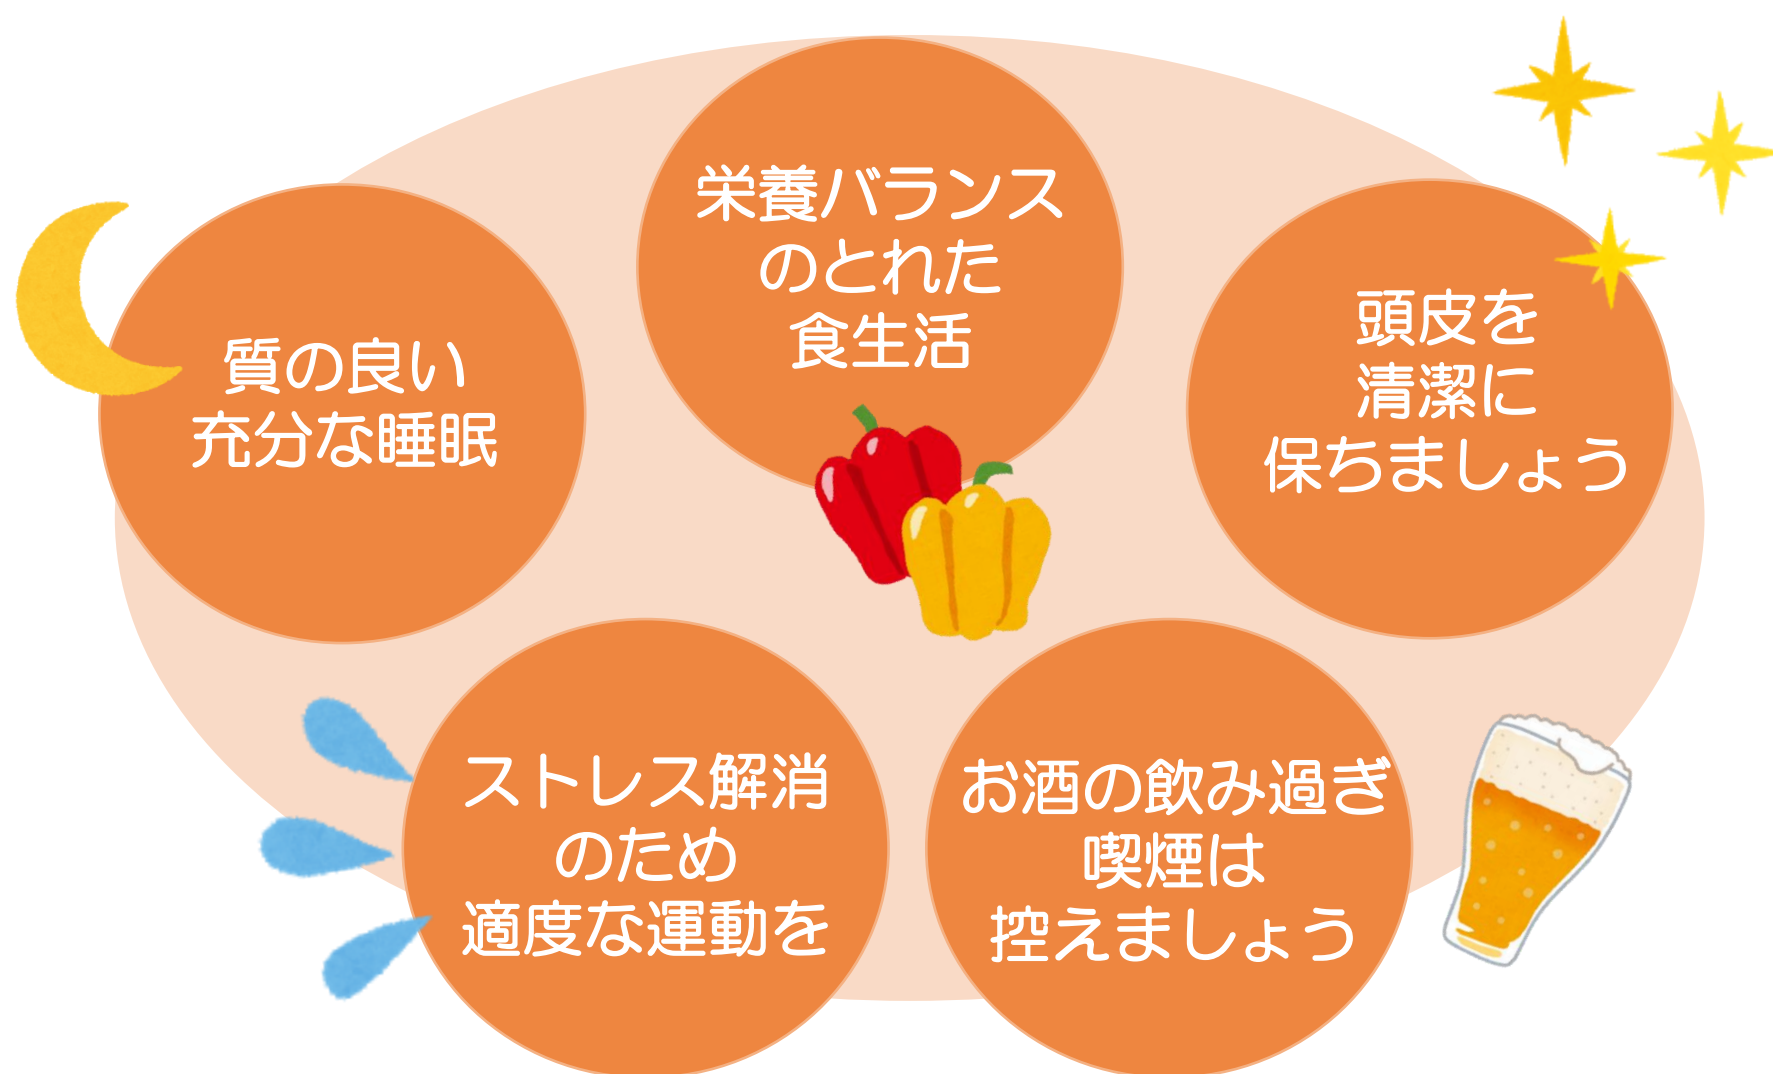 栄養バランス
のとれた
食生活
質の良い
充分な睡眠
頭皮を
清潔に
保ちましょう
ストレス解消
のため
適度な運動を
お酒の飲み過ぎ
喫煙は
控えましょう